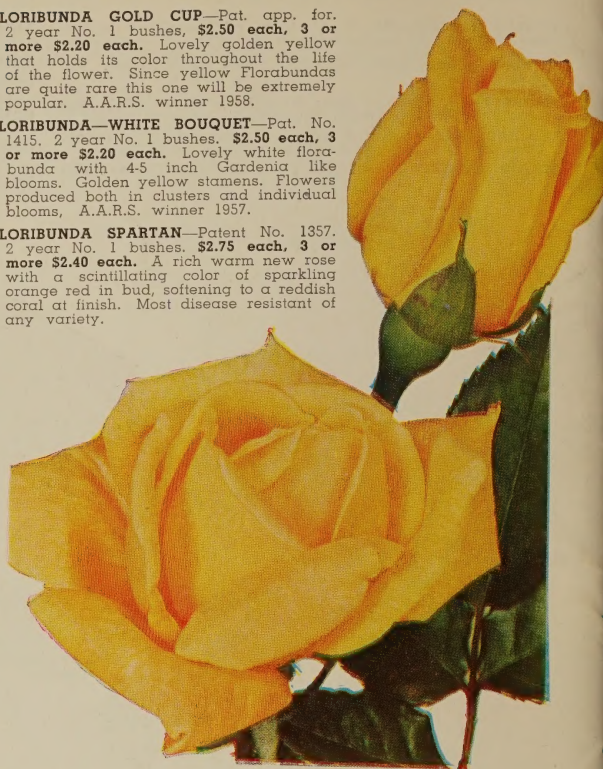 LORIBUNDA GOLD CUP—Pat. app. for.
2 year No. 1 bushes, $2.50 each, 3 or
more $2.20 each. Lovely golden yellow
that holds its color throughout the life
of the flower. Since yellow Florabundas
are quite rare this one will be extremely
popular. A.A.R.S. winner 1958.
LORIBUNDA—WHITE BOUQUET—Pat. No.
1415. 2 year No. 1 bushes. $2.50 each, 3
or more $2.20 each. Lovely white flora-
bunda with 4-5 inch Gardenia like
blooms. Golden yellow stamens. Flowers
produced both in clusters and individual
blooms, A.A.R.S. winner 1957.
LORIBUNDA SPARTAN—Patent No. 1357.
2 year No. 1 bushes. $2.75 each, 3 or
more $2.40 each. A rich warm new rose
with a scintillating color of sparkling
orange red in bud, softening to a reddish
coral at finish. Most disease resistant of
any variety.